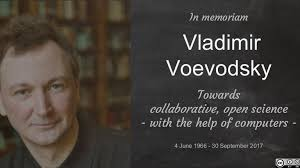 In memoriam
Vladimir
Voevodsky
Towards
collaborative, open science
- with the help of computers -
4 June 1966 - 30 September 2017